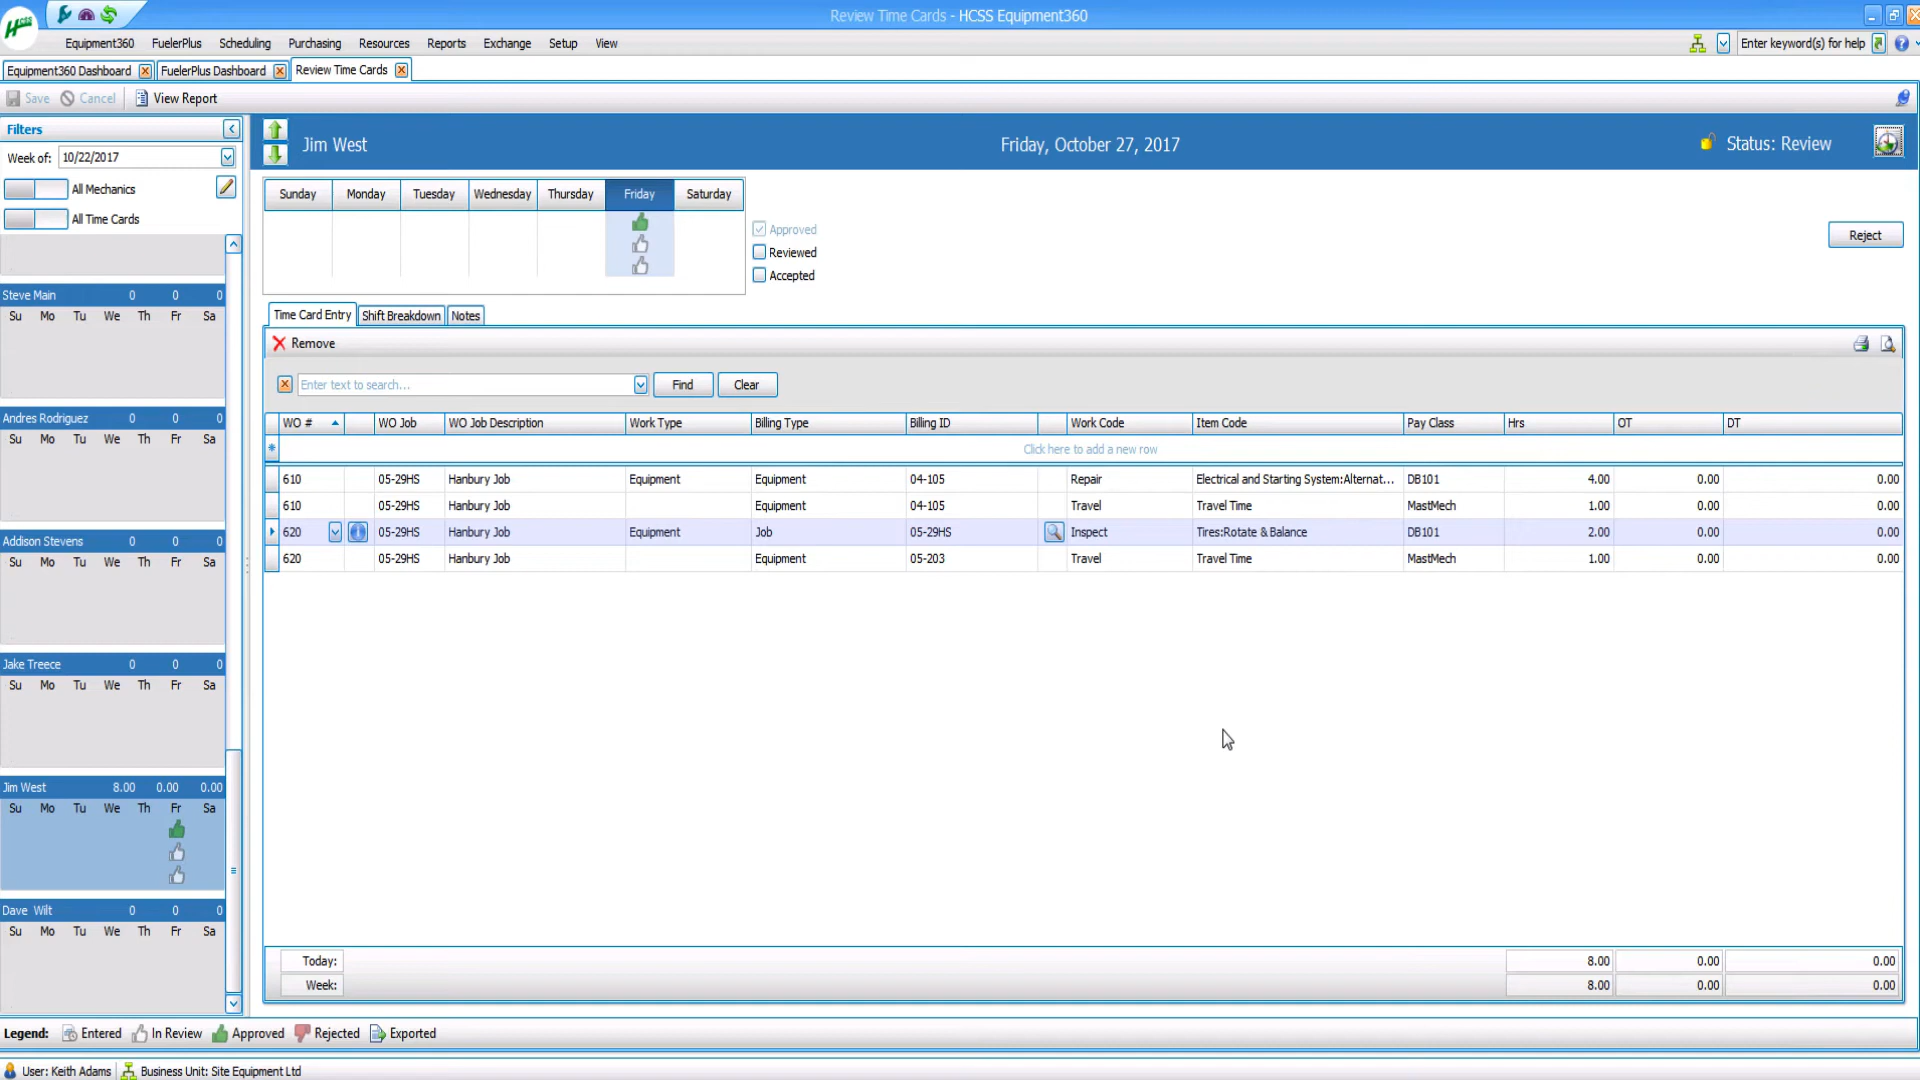 Review Time Cards - HCSS Equipment360
HCSS
Equipment360 FuelerPlus Scheduling Purchasing Resources Reports Exchange Setup View Enter keyword(s) for help
Equipment360 Dashboard FuelerPlus Dashboard Review Time Cards
Save Cancel View Report
Filters
Week of: 10/22/2017
All Mechanics
All Time Cards
Steve Main 0 0 0
Su Mo Tu We Th Fr Sa
Andres Rodriguez 0 0 0
Su Mo Tu We Th Fr Sa
Addison Stevens 0 0 0
Su Mo Tu We Th Fr Sa
Jake Treece 0 0 0
Su Mo Tu We Th Fr Sa
Jim West 8.00 0.00 0.00
Su Mo Tu We Th Fr Sa
Dave Wilt 0 0 0
Su Mo Tu We Th Fr Sa
Jim West Friday, October 27, 2017 Status: Review
Sunday Monday Tuesday Wednesday Thursday Friday Saturday
Approved
Reviewed
Accepted
Reject
Time Card Entry Shift Breakdown Notes
Remove
Enter text to search... Find Clear
WO # WO Job WO Job Description Work Type Billing Type Billing ID Work Code Item Code Pay Class Hrs OT DT
Click here to add a new row
610 05-29HS Hanbury Job Equipment Equipment 04-105 Repair Electrical and Starting System:Alternat... DB101 4.00 0.00 0.00
610 05-29HS Hanbury Job Equipment 04-105 Travel Travel Time MastMech 1.00 0.00 0.00
620 05-29HS Hanbury Job Equipment Job 05-29HS Inspect Tires:Rotate & Balance DB101 2.00 0.00 0.00
620 05-29HS Hanbury Job Equipment 05-203 Travel Travel Time MastMech 1.00 0.00 0.00
Today: 8.00 0.00 0.00
Week: 8.00 0.00 0.00
Legend: Entered In Review Approved Rejected Exported
User: Keith Adams Business Unit: Site Equipment Ltd